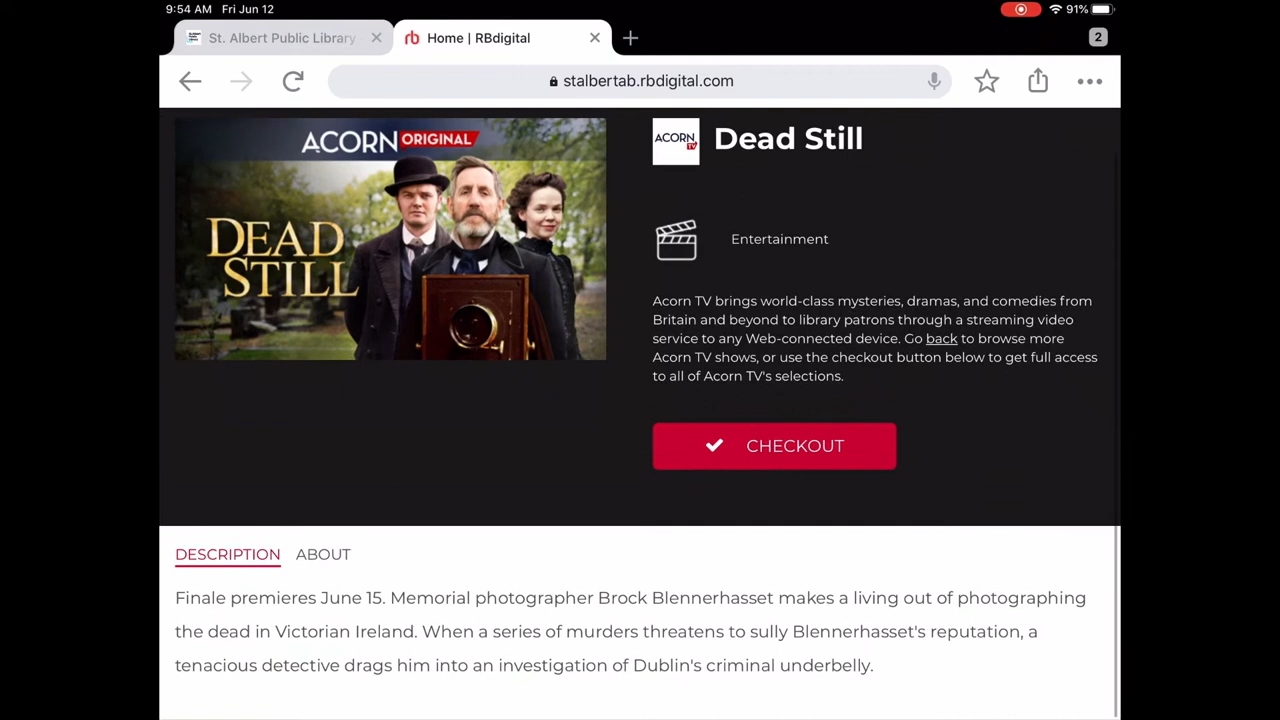 9:54 AM Fri Jun 12
91%
St. Albert Public Library
Home | RBdigital
2
stalbertab.rbdigital.com
ACORN ORIGINAL
DEAD
STILL
ACORN
TV
Dead Still
Entertainment
Acorn TV brings world-class mysteries, dramas, and comedies from
Britain and beyond to library patrons through a streaming video
service to any Web-connected device. Go back to browse more
Acorn TV shows, or use the checkout button below to get full access
to all of Acorn TV's selections.
CHECKOUT
DESCRIPTION ABOUT
Finale premieres June 15. Memorial photographer Brock Blennerhasset makes a living out of photographing
the dead in Victorian Ireland. When a series of murders threatens to sully Blennerhasset's reputation, a
tenacious detective drags him into an investigation of Dublin's criminal underbelly.